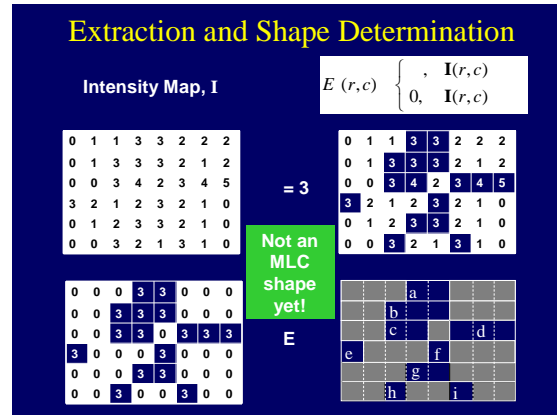 Extraction and Shape Determination
Intensity Map, I
E (r,c) { , I(r,c)
0, I(r,c)
0 1 1 3 3 2 2 2
0 1 3 3 3 2 1 2
0 0 3 4 2 3 4 5
3 2 1 2 3 2 1 0
0 1 2 3 3 2 1 0
0 0 3 2 1 3 1 0
= 3
0 1 1 3 3 2 2 2
0 1 3 3 3 2 1 2
0 0 3 4 2 3 4 5
3 2 1 2 3 2 1 0
0 1 2 3 3 2 1 0
0 0 3 2 1 3 1 0
Not an
MLC
shape
yet!
E
0 0 0 3 3 0 0 0
0 0 3 3 3 0 0 0
0 0 3 3 0 3 3 3
3 0 0 0 3 0 0 0
0 0 0 3 3 0 0 0
0 0 3 0 0 3 0 0
a
b
c d
e f
g
h i